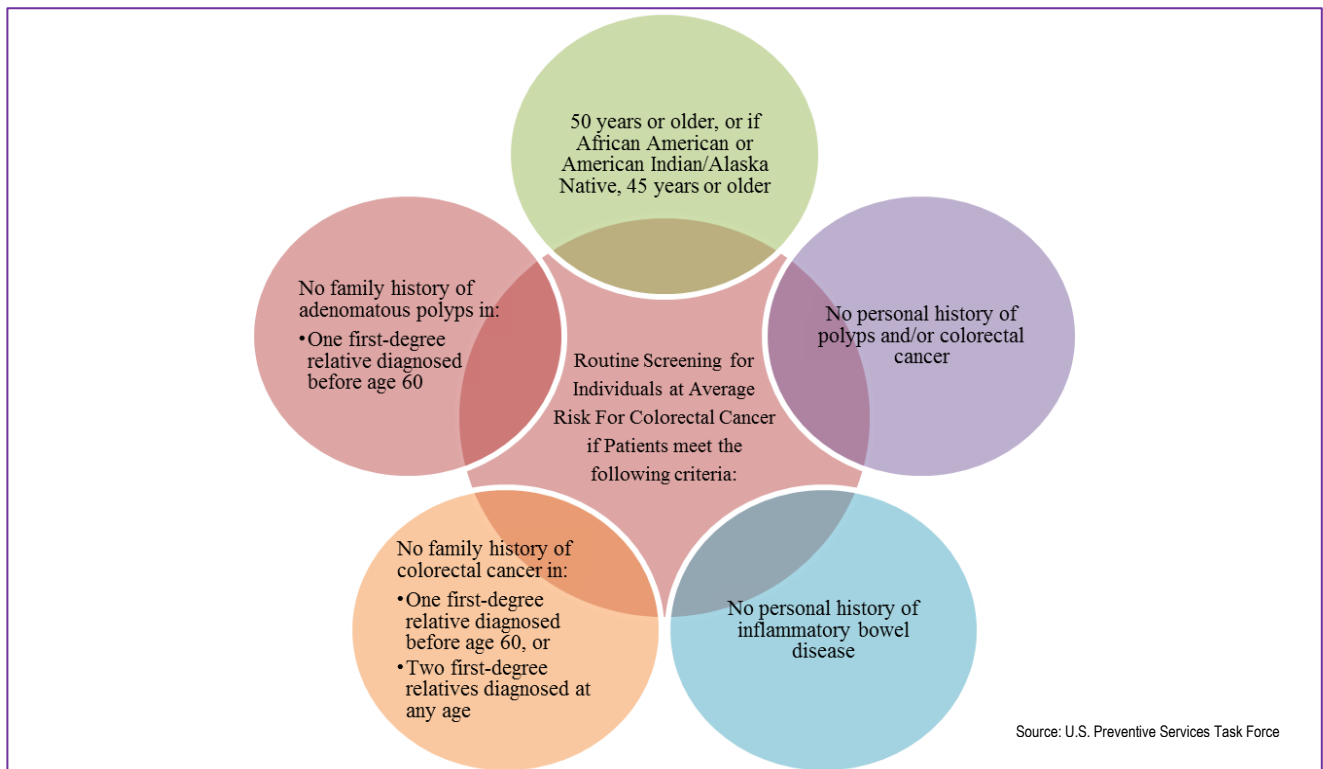 50 years or older, or if
African American or
American Indian/Alaska
Native, 45 years or older
No personal history of
polyps and/or colorectal
cancer
No personal history of
inflammatory bowel
disease
No family history of
colorectal cancer in:
•One first-degree
relative diagnosed
before age 60, or
•Two first-degree
relatives diagnosed at
any age
No family history of
adenomatous polyps in:
•One first-degree
relative diagnosed
before age 60
Routine Screening for
Individuals at Average
Risk For Colorectal Cancer
if Patients meet the
following criteria:
Source: U.S. Preventive Services Task Force